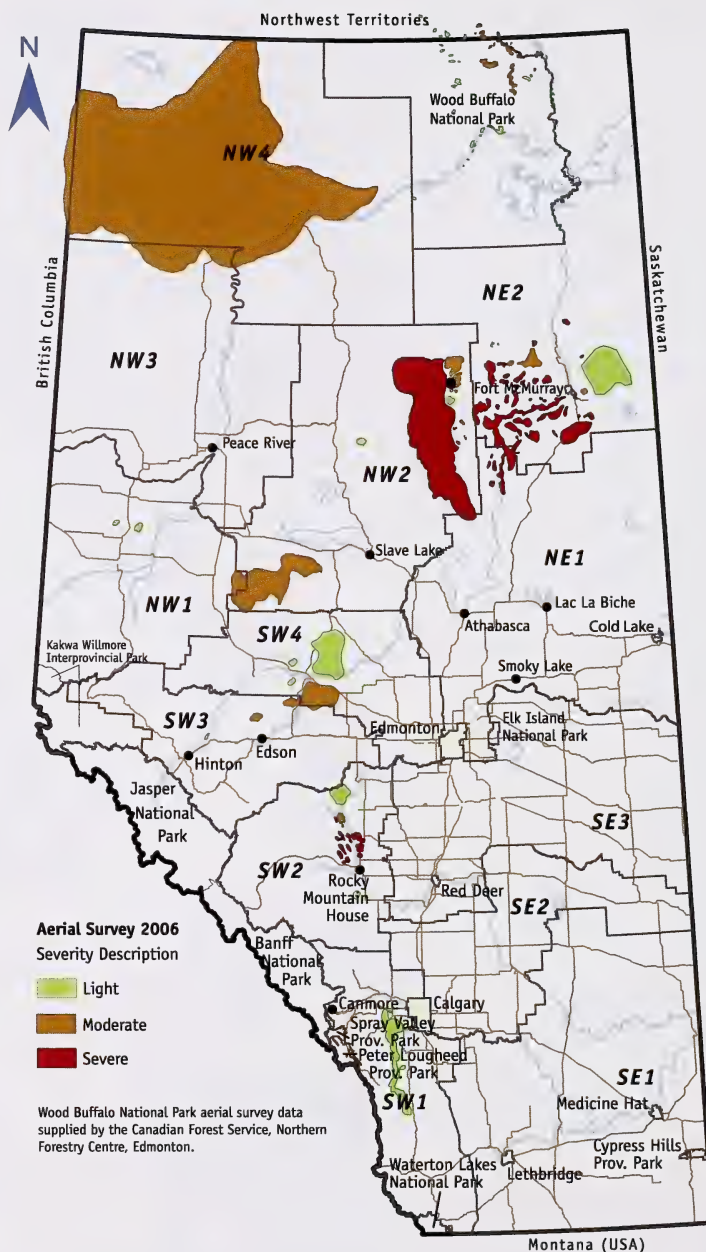 Northwest Territories
N
Wood Buffalo
National Park
NW4
British Columbia
Saskatchewan
NE2
NW3
Fort McMurray
Peace River
NW2
Slave Lake
NE1
NW1
Lac La Biche
Athabasca
Cold Lake
SW4
Kakwa Willmore
Interprovincial Park
Smoky Lake
SW3
Edmonton
Elk Island
National Park
Edson
Hinton
Jasper
National
Park
SE3
SW2
Rocky
Mountain
House
Red Deer
SE2
Aerial Survey 2006
Severity Description
Light
Moderate
Severe
Banff
National
Park
Canmore
Calgary
Spray Valley
Prov. Park
Peter Lougheed
Prov. Park
SW1
SE1
Medicine Hat
Wood Buffalo National Park aerial survey data
supplied by the Canadian Forest Service, Northern
Forestry Centre, Edmonton.
Cypress Hills
Prov. Park
Waterton Lakes
National Park
Lethbridge
Montana (USA)